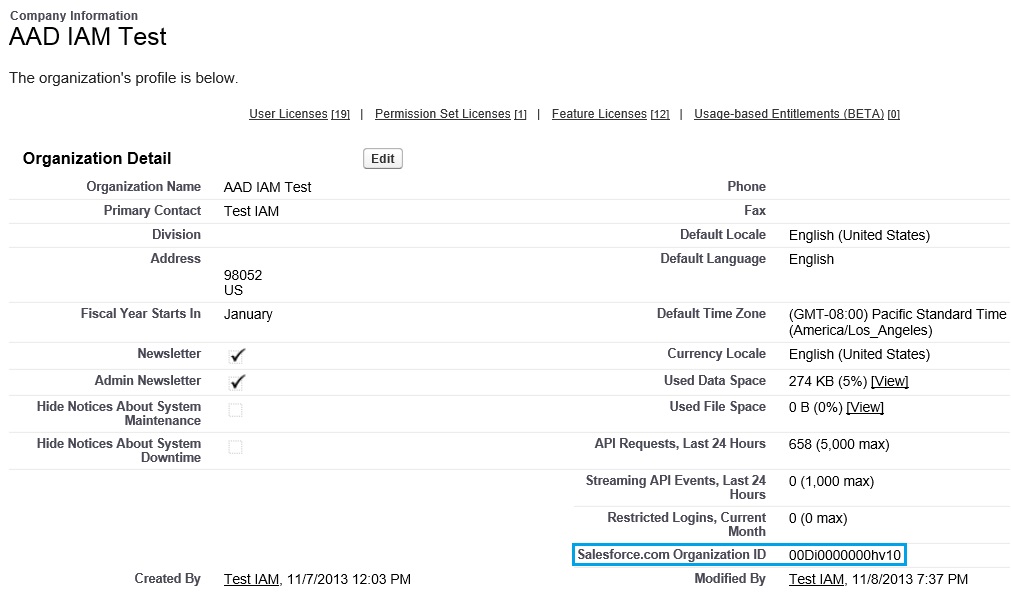 Company Information
AAD IAM Test
The organization's profile is below.
User Licenses [19] | Permission Set Licenses [1] | Feature Licenses [12] | Usage-based Entitlements (BETA) [0]
Organization Detail Edit
Organization Name AAD IAM Test Phone
Primary Contact Test IAM Fax
Division Default Locale English (United States)
Address Default Language English
98052
US
Fiscal Year Starts In January Default Time Zone (GMT-08:00) Pacific Standard Time
(America/Los_Angeles)
Newsletter Currency Locale English (United States)
Admin Newsletter Used Data Space 274 KB (5%) [View]
Hide Notices About System Used File Space 0 B (0%) [View]
Maintenance
Hide Notices About System API Requests, Last 24 Hours 658 (5,000 max)
Downtime
Streaming API Events, Last 24 0 (1,000 max)
Hours
Restricted Logins, Current 0 (0 max)
Month
Salesforce.com Organization ID 00Di0000000hv10
Created By Test IAM, 11/7/2013 12:03 PM Modified By Test IAM, 11/8/2013 7:37 PM